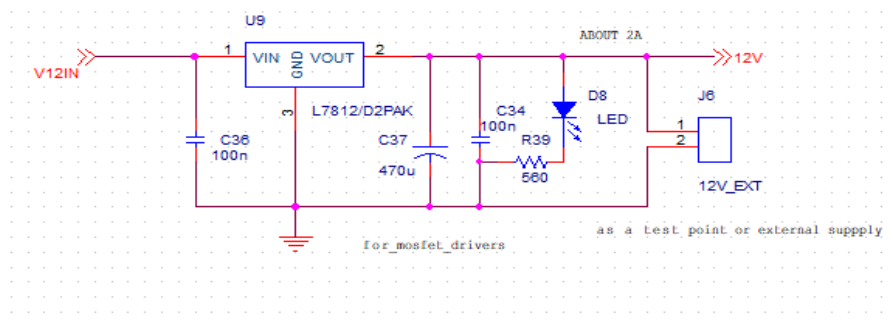 U9
ABOUT 2A
1
VIN
GND
VOUT
2
12V
V12IN
3
L7812/D2PAK
C34
100n
D8
LED
J6
C36
100n
C37
470u
R39
560
1
2
12V_EXT
for_mosfet_drivers
as a test point or external suppply